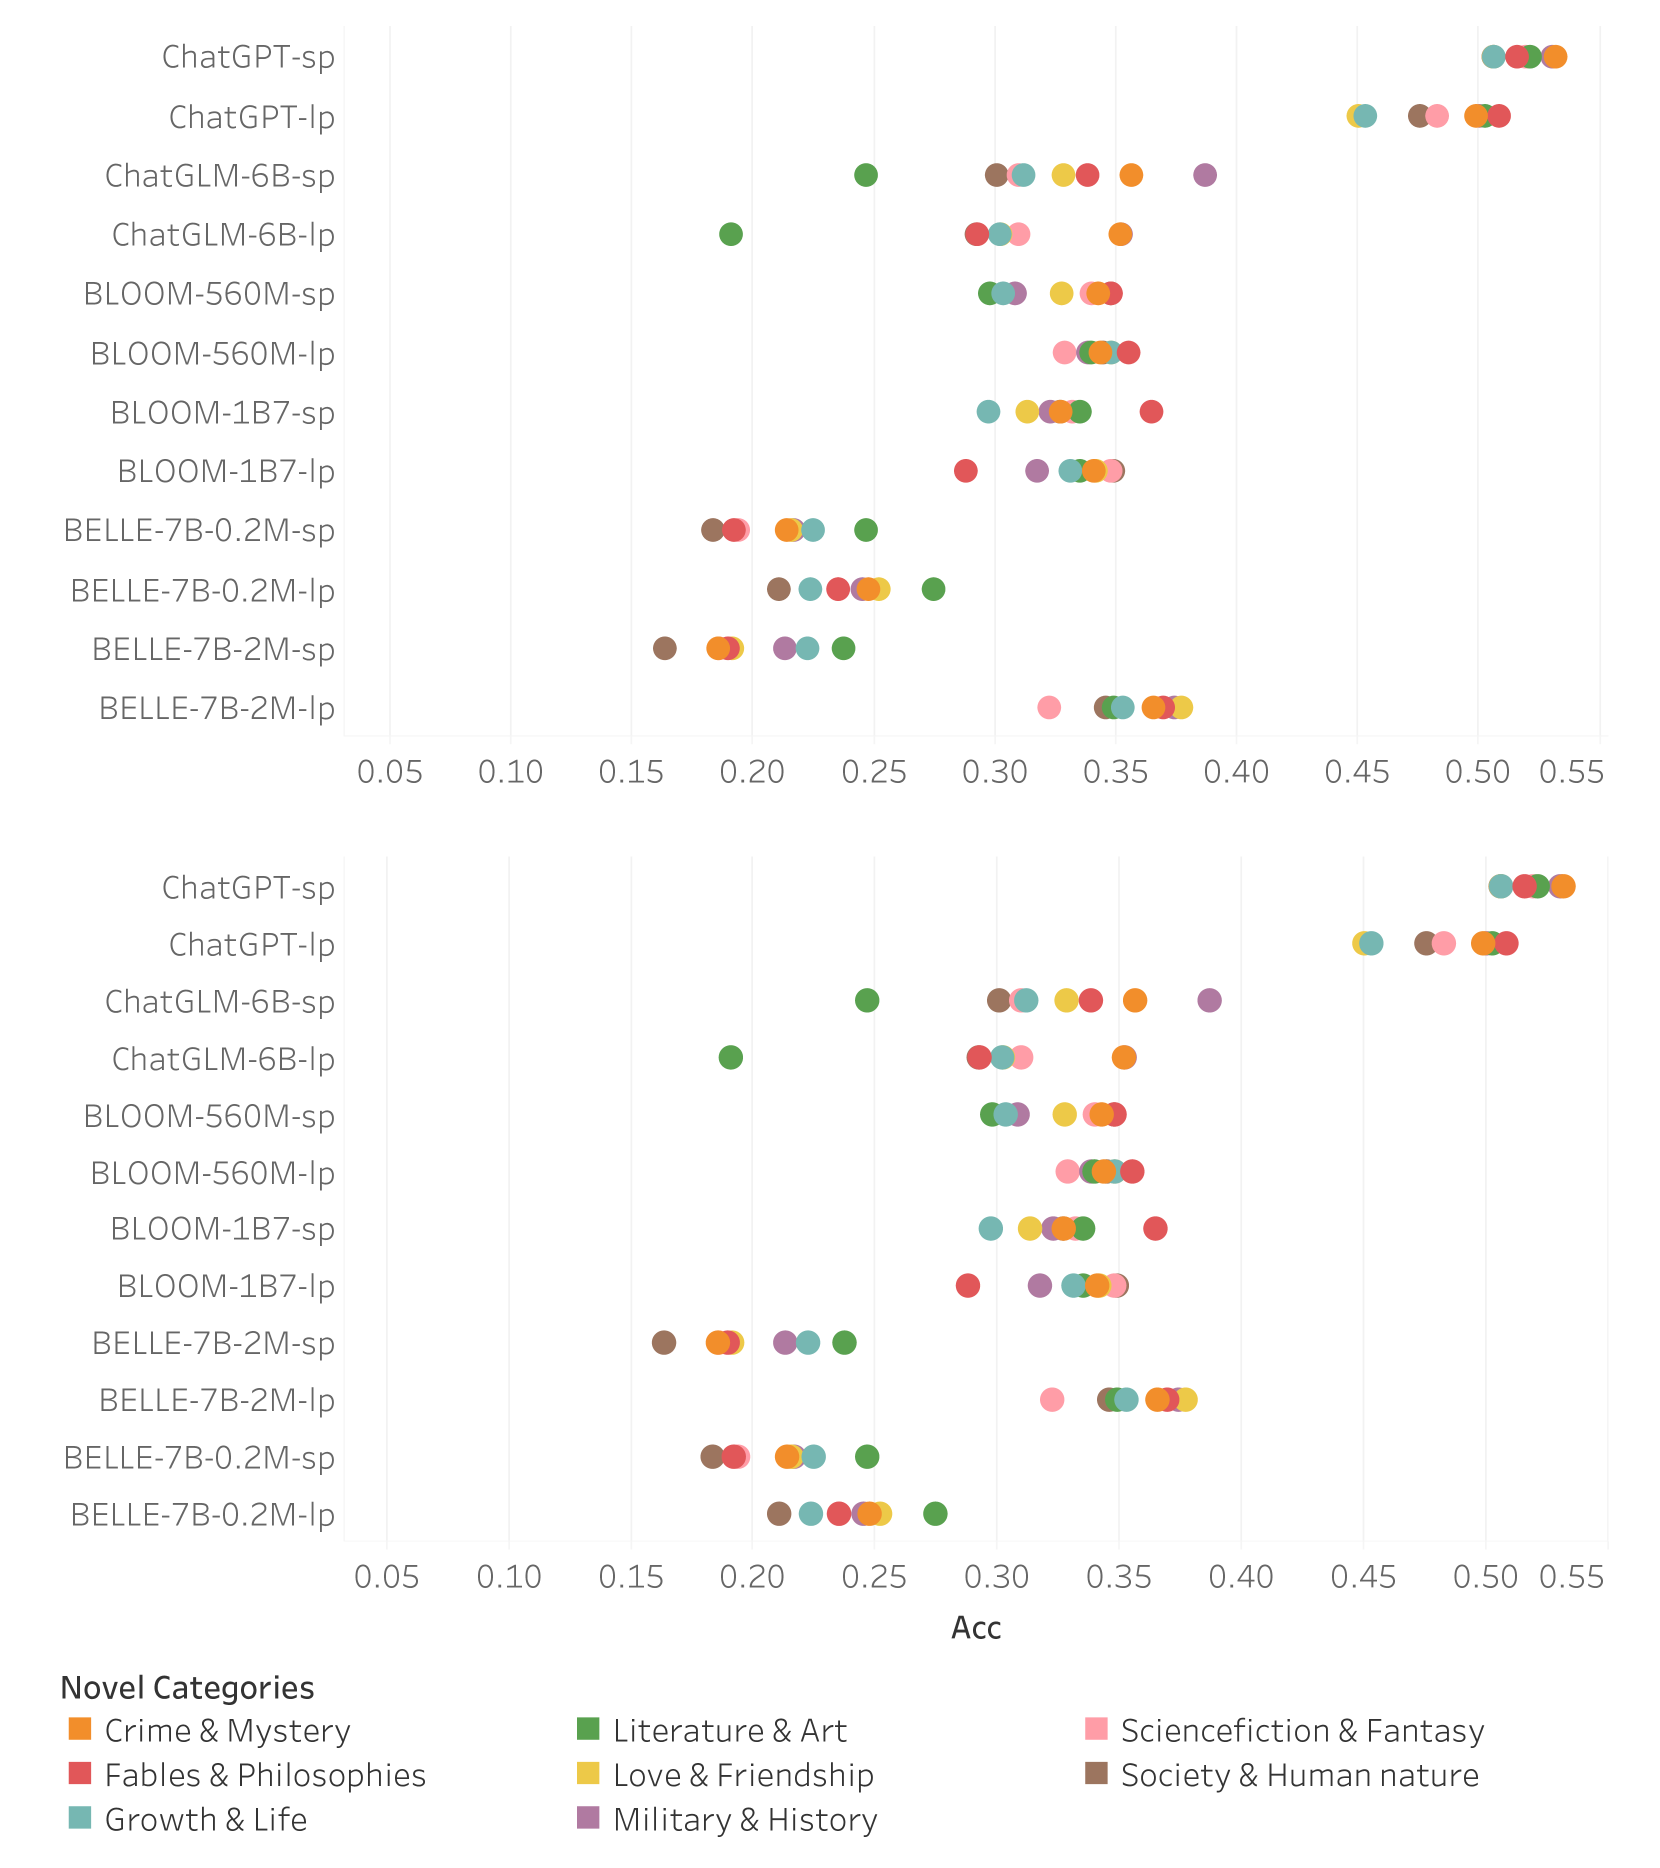 ChatGPT-sp
ChatGPT-lp
ChatGLM-6B-sp
ChatGLM-6B-lp
BLOOM-560M-sp
BLOOM-560M-lp
BLOOM-1B7-sp
BLOOM-1B7-lp
BELLE-7B-0.2M-sp
BELLE-7B-0.2M-lp
BELLE-7B-2M-sp
BELLE-7B-2M-lp
0.05 0.10 0.15 0.20 0.25 0.30 0.35 0.40 0.45 0.50 0.55
ChatGPT-sp
ChatGPT-lp
ChatGLM-6B-sp
ChatGLM-6B-lp
BLOOM-560M-sp
BLOOM-560M-lp
BLOOM-1B7-sp
BLOOM-1B7-lp
BELLE-7B-2M-sp
BELLE-7B-2M-lp
BELLE-7B-0.2M-sp
BELLE-7B-0.2M-lp
0.05 0.10 0.15 0.20 0.25 0.30 0.35 0.40 0.45 0.50 0.55
Acc
Novel Categories
Crime & Mystery Literature & Art Sciencefiction & Fantasy
Fables & Philosophies Love & Friendship Society & Human nature
Growth & Life Military & History